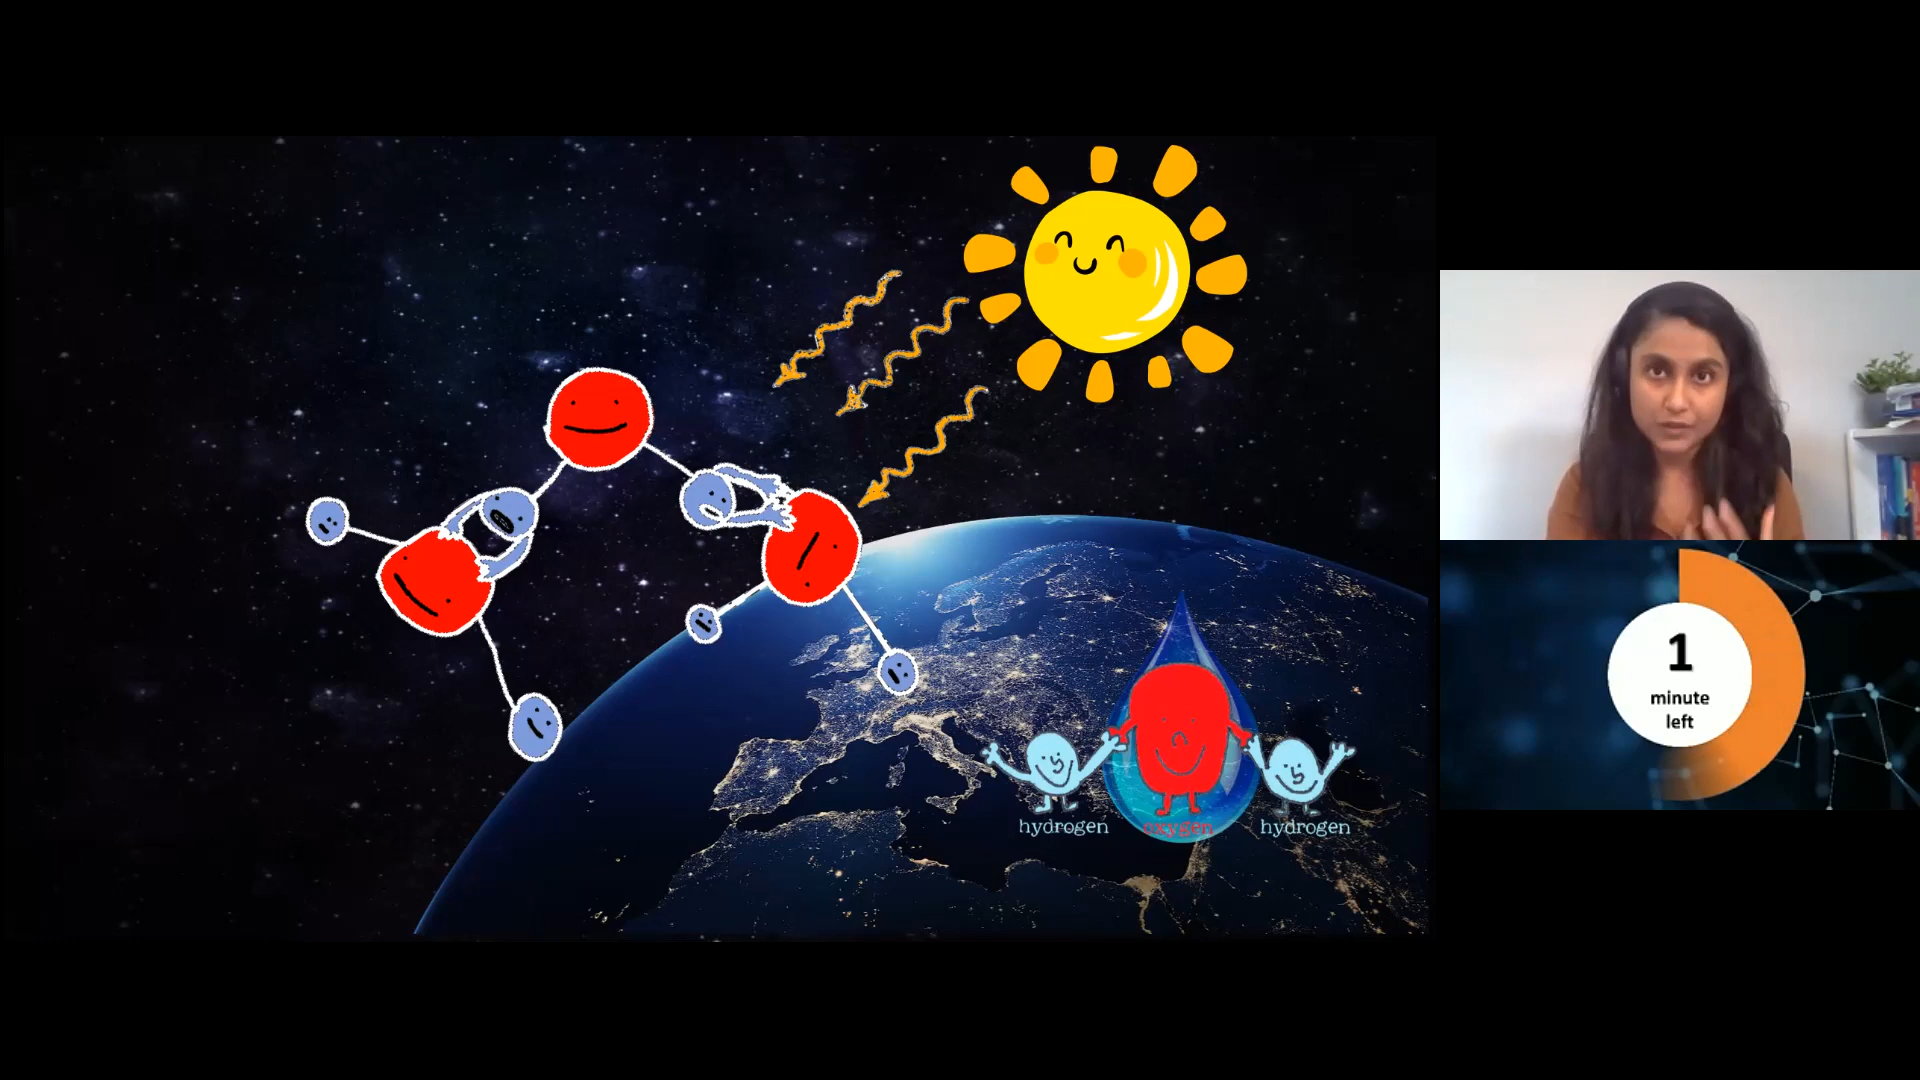 hydrogen
oxygen
hydrogen
1
minute
left